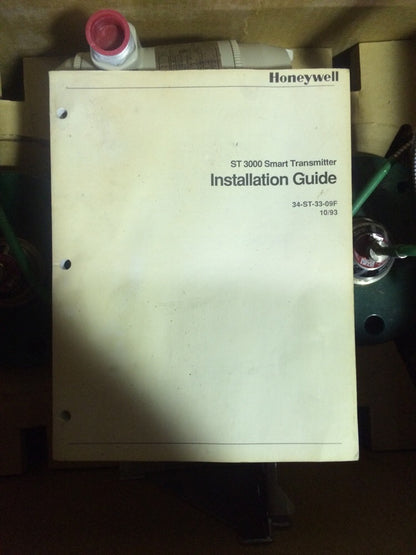 Honeywell
ST 3000 Smart Transmitter
Installation Guide
34-ST-33-09F
10/93